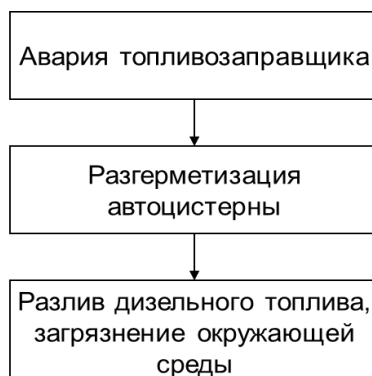 Авария топливозаправщика
Разгерметизация
автоцистерны
Разлив дизельного топлива,
загрязнение окружающей
среды